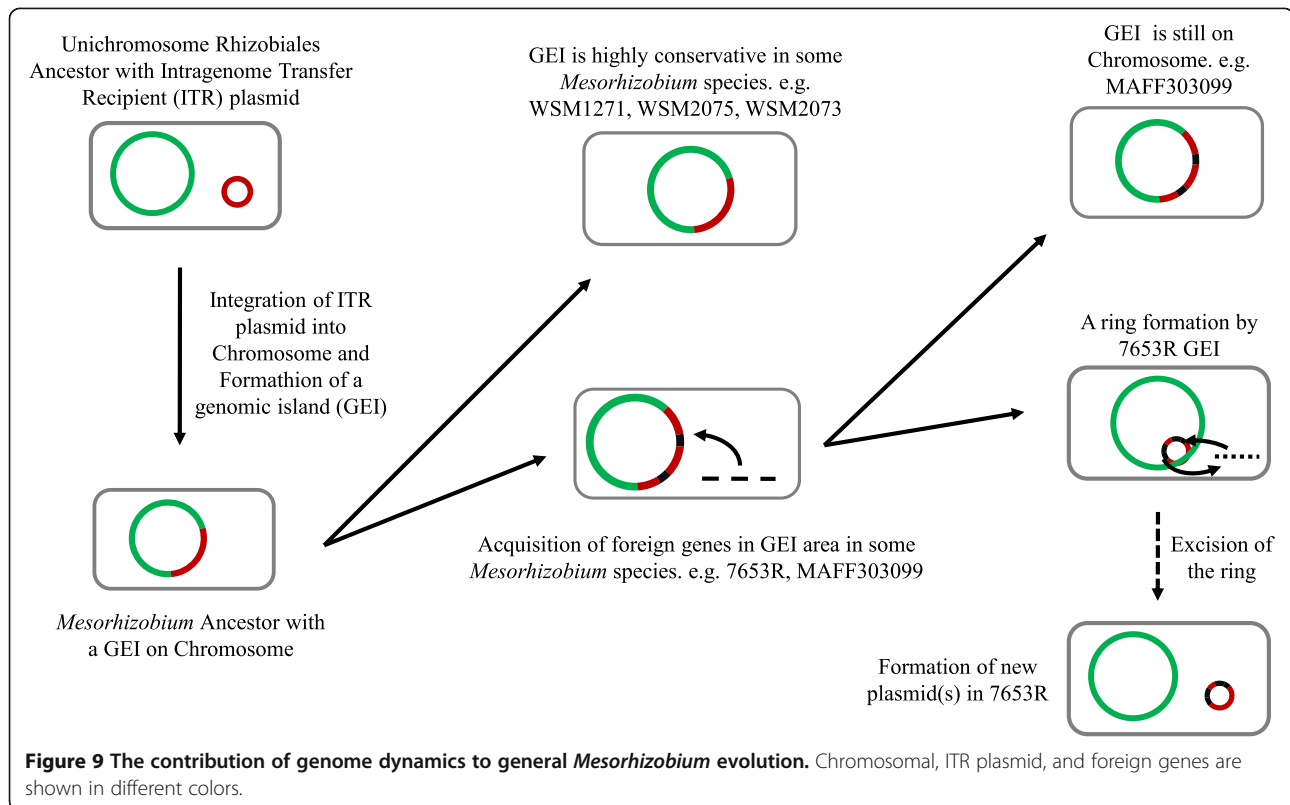 Unichromosome Rhizobiales
Ancestor with Intragenome Transfer
Recipient (ITR) plasmid
Integration of ITR
plasmid into
Chromosome and
Formathion of a
genomic island (GEI)
Mesorhizobium Ancestor with
a GEI on Chromosome
GEI is highly conservative in some
Mesorhizobium species. e.g.
WSM1271, WSM2075, WSM2073
Acquisition of foreign genes in GEI area in some
Mesorhizobium species. e.g. 7653R, MAFF303099
GEI is still on
Chromosome. e.g.
MAFF303099
A ring formation by
7653R GEI
Excision of
the ring
Formation of new
plasmid(s) in 7653R
Figure 9 The contribution of genome dynamics to general Mesorhizobium evolution. Chromosomal, ITR plasmid, and foreign genes are
shown in different colors.